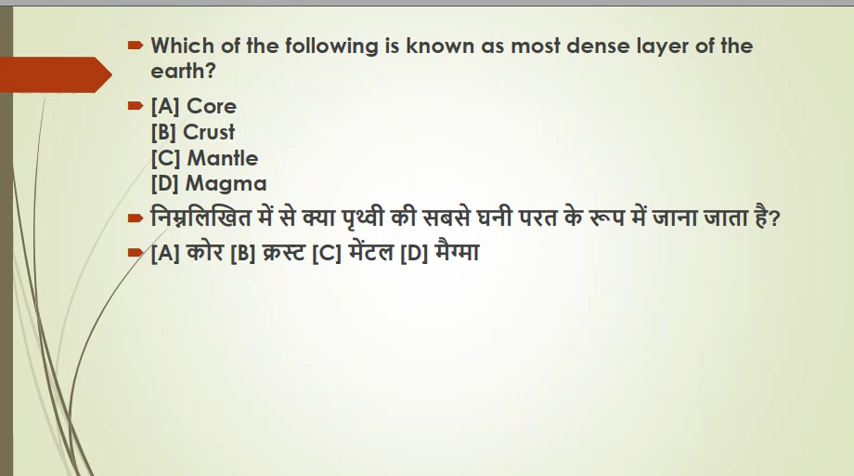 Which of the following is known as most dense layer of the
earth?
[A] Core
[B] Crust
[C] Mantle
[D] Magma
निम्नलिखित में से क्या पृथ्वी की सबसे घनी परत के रूप में जाना जाता है?
[A] कोर [B] क्रस्ट [C] मेंटल [D] मैग्मा